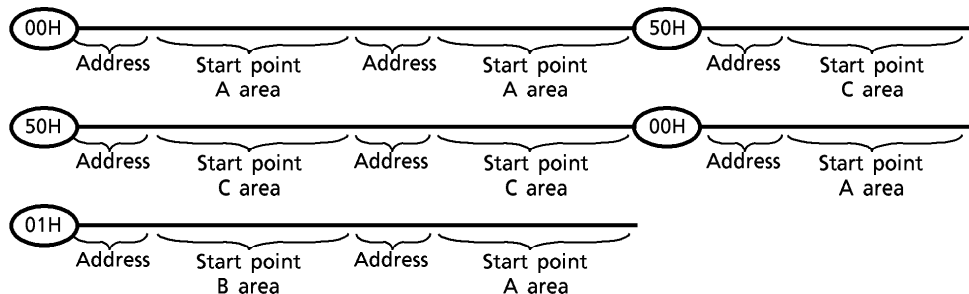 00H 50H
Address Start point Address Start point Address Start point
A area A area C area
50H 00H
Address Start point Address Start point Address Start point
C area C area A area
01H
Address Start point Address Start point
B area A area